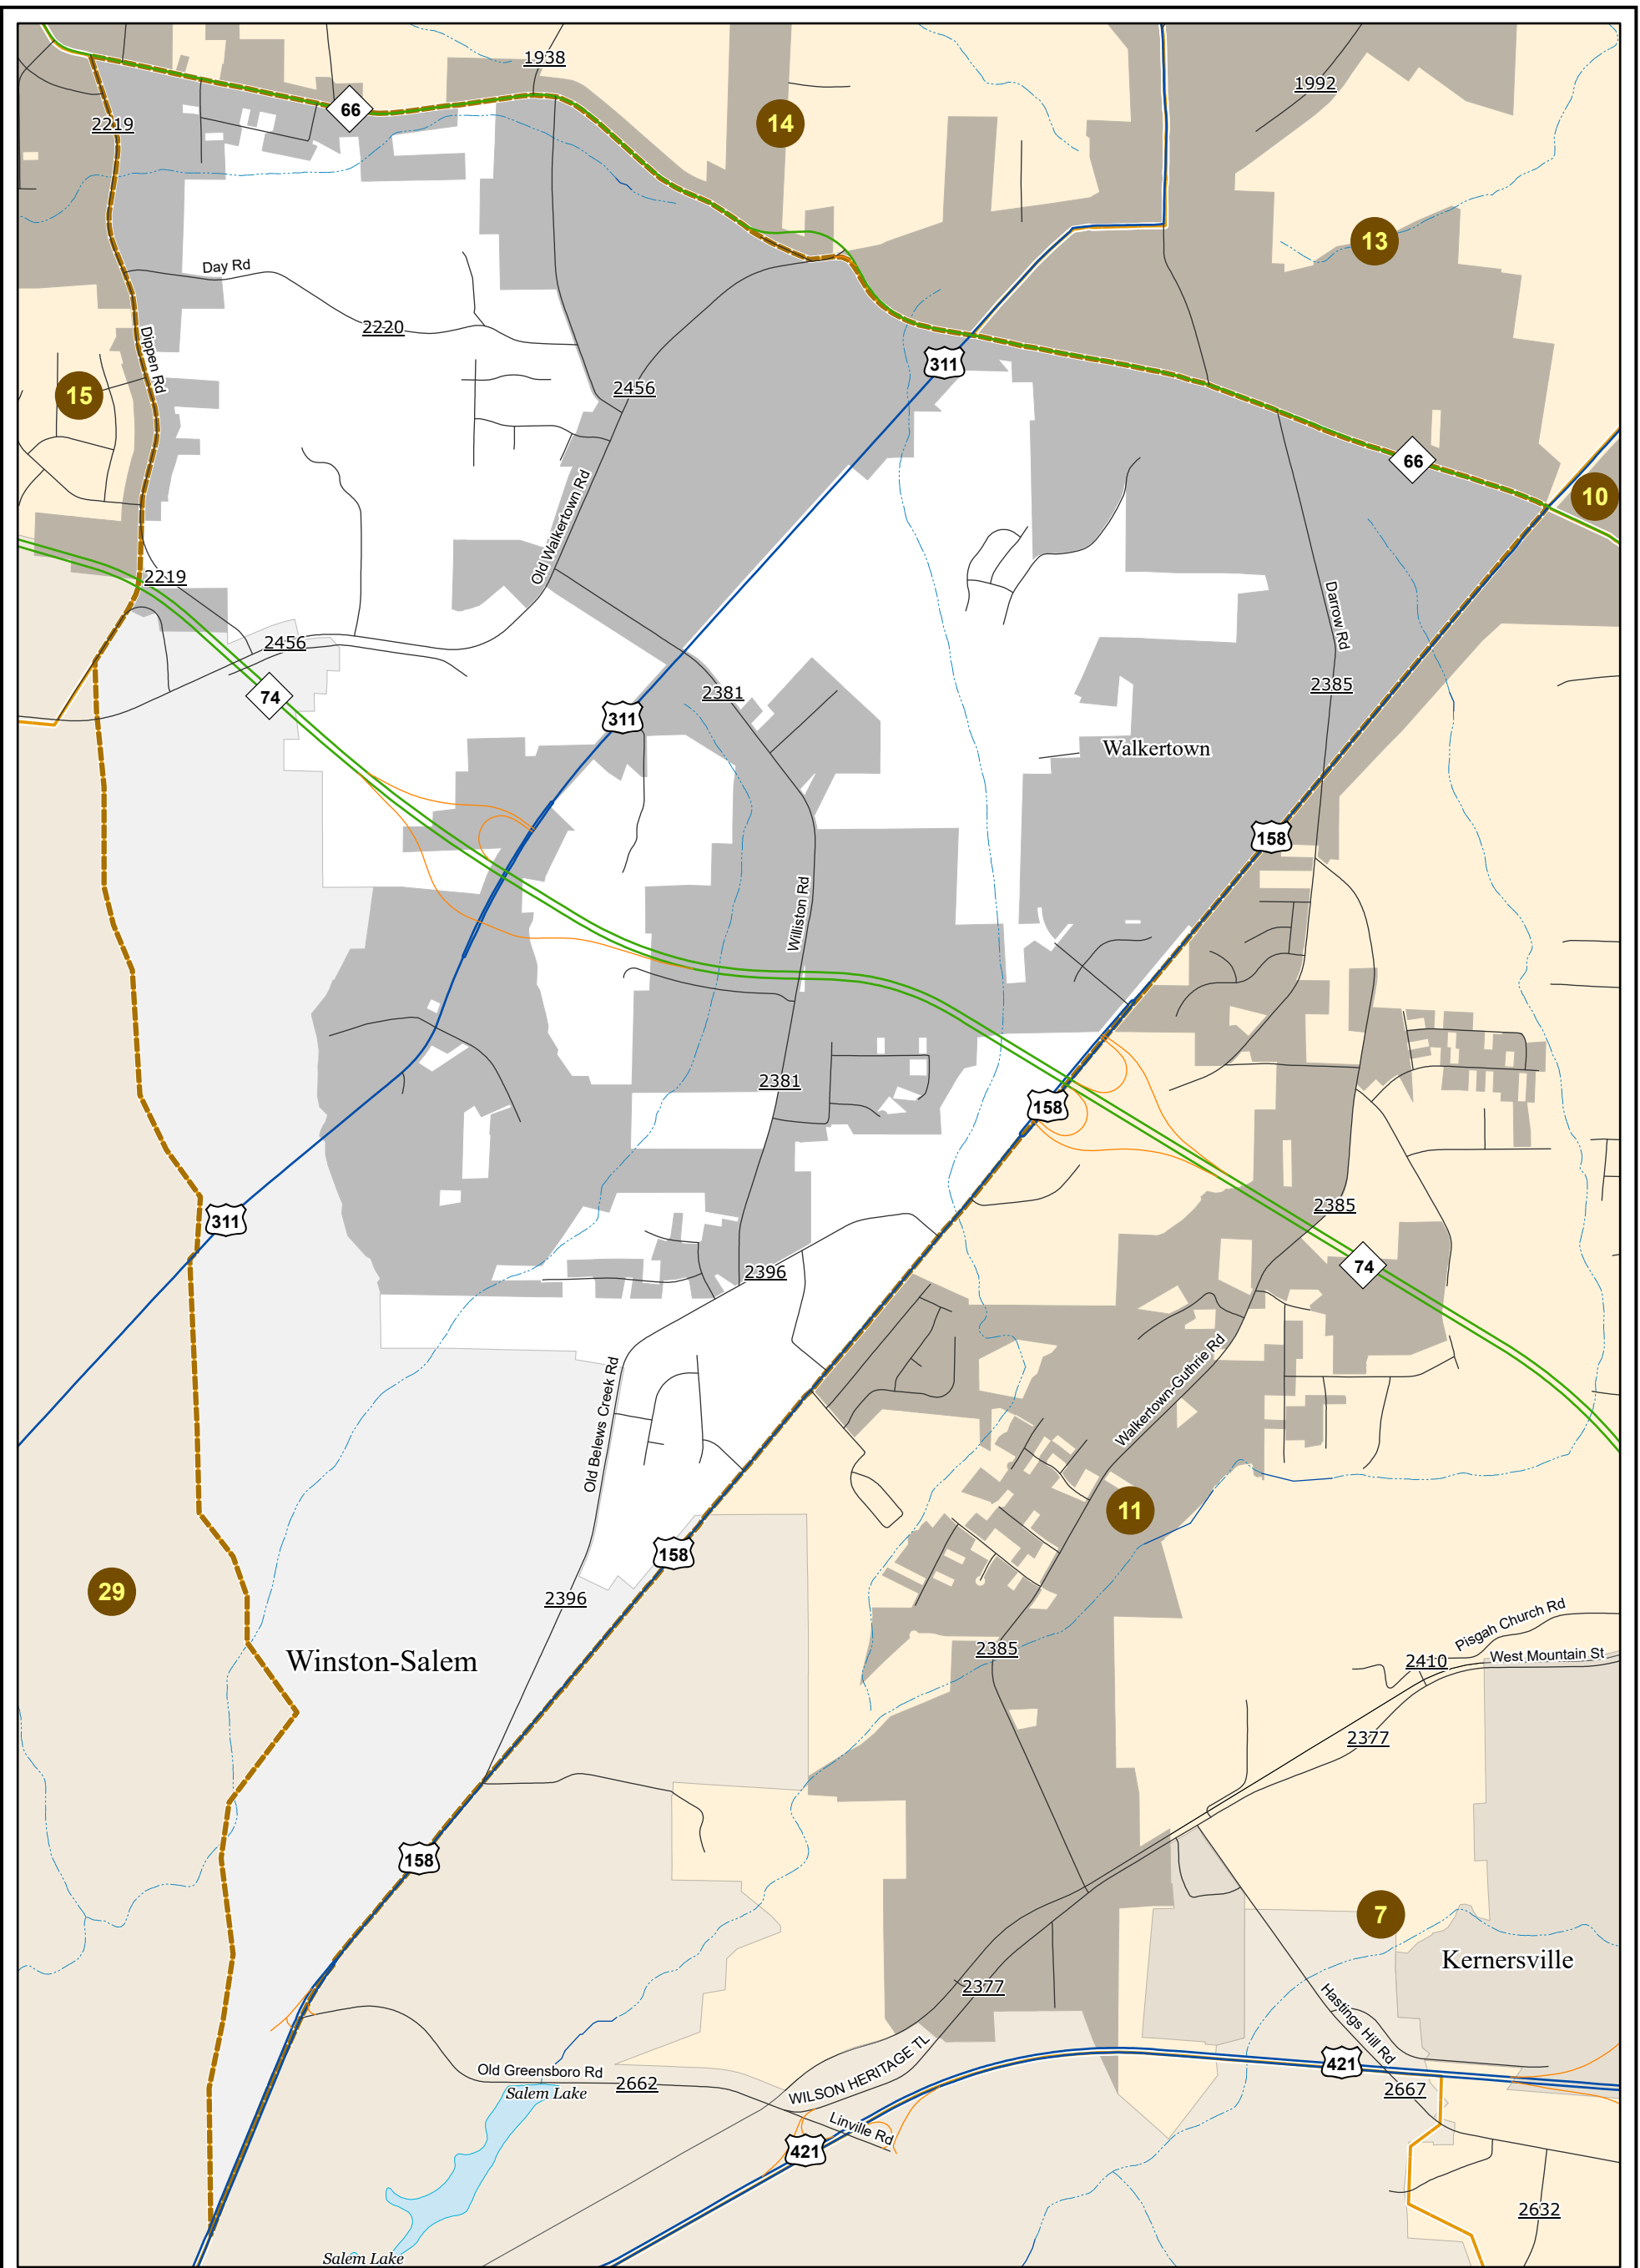 1938
1992
66
14
2219
13
Day Rd
2220
Dippen Rd
311
15
2456
66
10
Old Walkertown Rd
2219
Darrow Rd
2456
2385
74
2381
311
Walkertown
158
Williston Rd
2381
158
2385
311
74
2396
Walkertown-Guthrie Rd
Old Belews Creek Rd
11
158
29
2396
Pisgah Church Rd
2385
Winston-Salem
2410
West Mountain St
2377
158
7
Kernersville
2377
Hastings Hill Rd
WILSON HERITAGE TL
421
Old Greensboro Rd
2662
Salem Lake
2667
Linville Rd
421
2632
Salem Lake